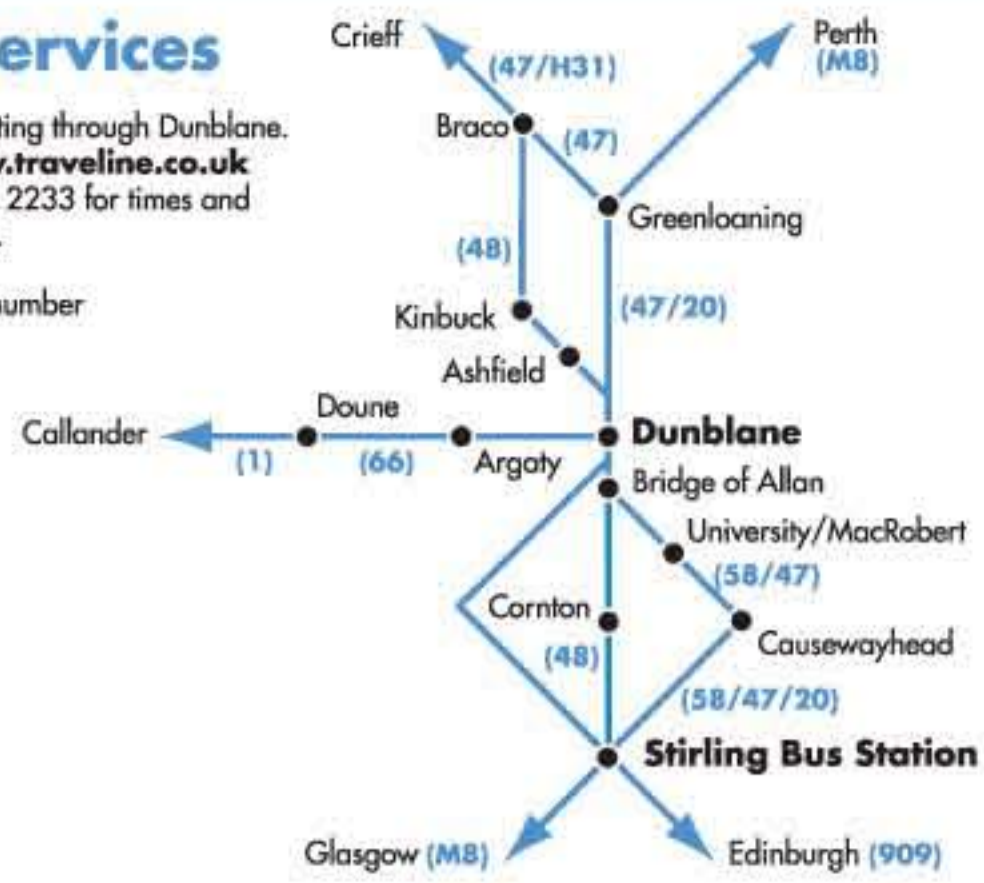 ervices
ting through Dunblane.
.traveline.co.uk
2233 for times and
umber
Crieff
(47/H31)
Perth
(M8)
Braco
(47)
Greenloaning
(48)
(47/20)
Kinbuck
Ashfield
Doune
Callander
(1)
(66)
Argaty
Dunblane
Bridge of Allan
University/MacRobert
(58/47)
Cornton
(48)
Causewayhead
(58/47/20)
Stirling Bus Station
Glasgow (M8)
Edinburgh (909)